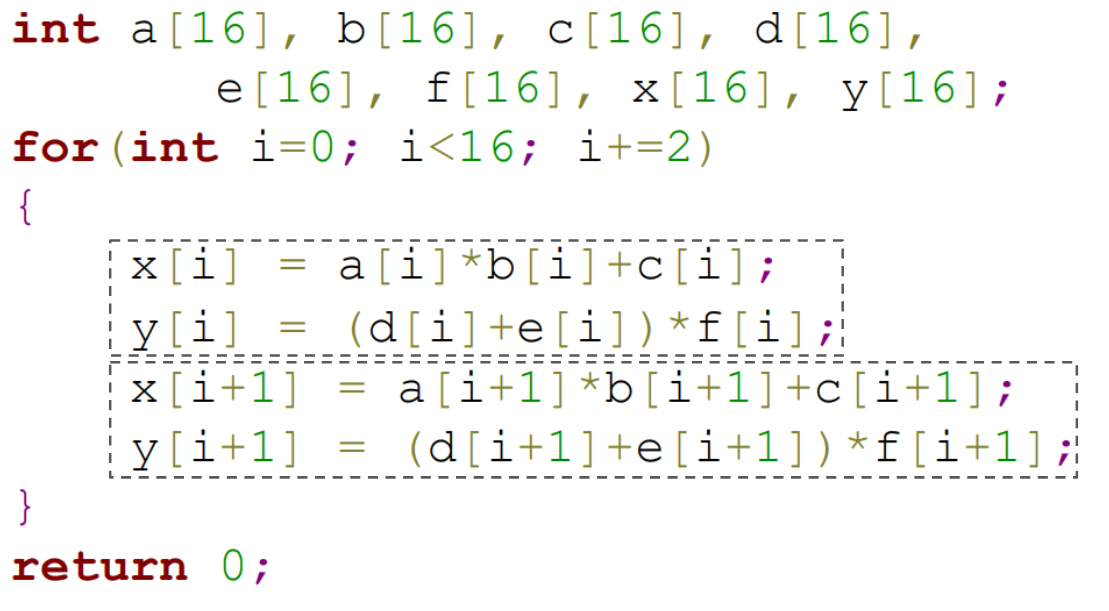 int a[16], b[16], c[16], d[16],
e[16], f[16], x[16], y[16];
for(int i=0; i<16; i+=2)
{
x[i] = a[i]*b[i]+c[i];
y[i] = (d[i]+e[i])*f[i];
x[i+1] = a[i+1]*b[i+1]+c[i+1];
y[i+1] = (d[i+1]+e[i+1])*f[i+1];
}
return 0;